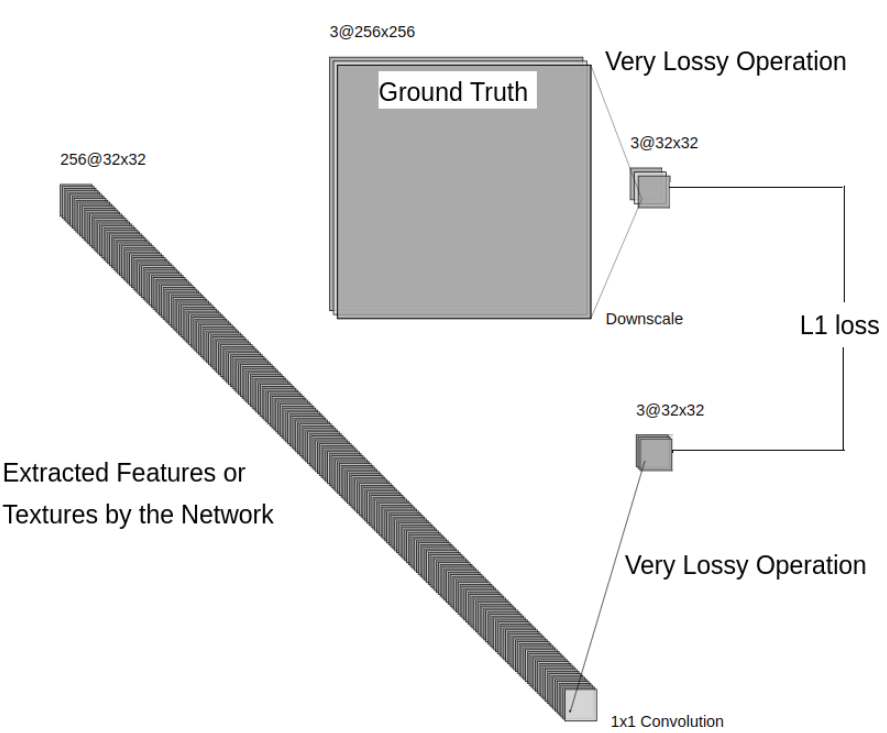 3@256x256
Very Lossy Operation
Ground Truth
3@32x32
256@32x32
Downscale
L1 loss
3@32x32
Extracted Features or
Textures by the Network
Very Lossy Operation
1x1 Convolution